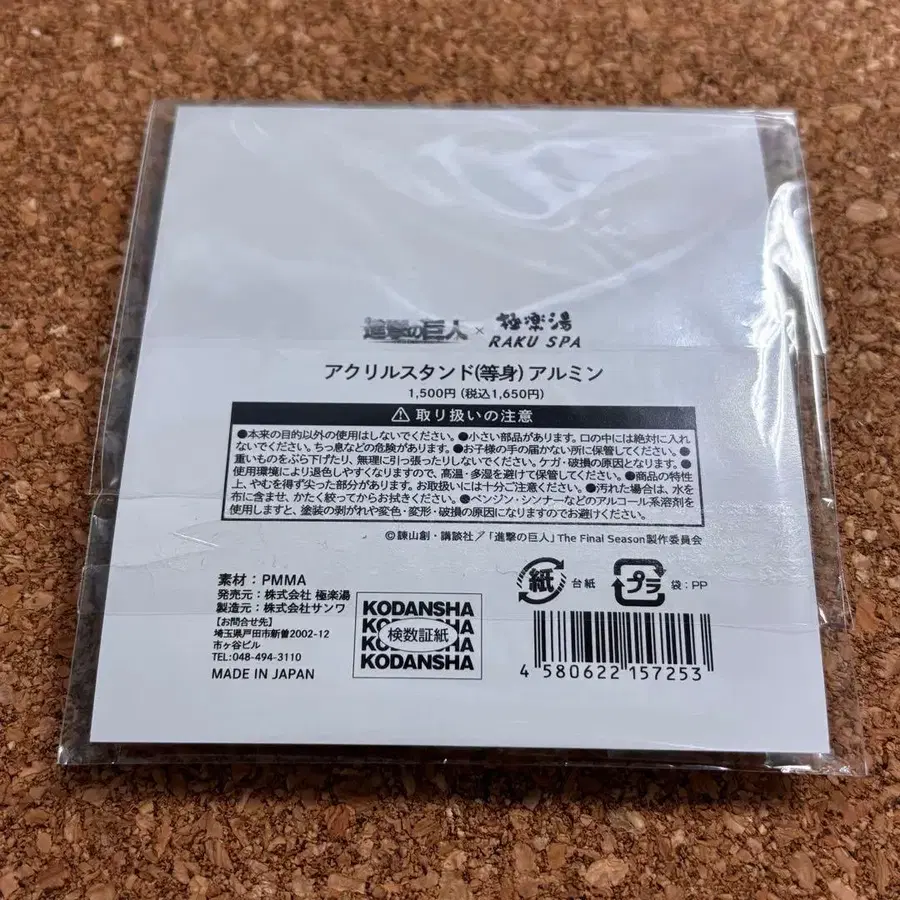 進撃の巨人 × 極楽湯
RAKU SPA
アクリルスタンド(等身) アルミン
1,500円 (税込1,650円)
⚠ 取り扱いの注意
●本来の目的以外の使用はしないでください。●小さい部品があります。口の中には絶対に入れ
ないでください。ちっ息などの危険があります。●お子様の手の届かない所に保管してください。●
重いものをぶら下げたり、無理に引っ張ったりしないでください。ケガ・破損の原因となります。●
使用環境により退色しやすくなりますので、高温・多湿を避けて保管してください。●商品の特性
上、やむを得ず尖った部分があります。お取扱いには十分ご注意ください。●汚れた場合は、水を
布に含ませ、かたく絞ってからお拭きください。●ベンジン・シンナーなどのアルコール系溶剤を
使用しますと、塗装の剥がれや変色・変形・破損の原因になりますのでお避けください。
©諫山創・講談社／「進撃の巨人」The Final Season製作委員会
素材：PMMA
発売元：株式会社 極楽湯
製造元：株式会社サンワ
【お問合せ先】
埼玉県戸田市新曽2002-12
市ヶ谷ビル
TEL:048-494-3110
MADE IN JAPAN
KODANSHA
KODANSHA
検数証紙
KODANSHA
KODANSHA
紙 台紙
プラ 袋：PP
4 580622 157253